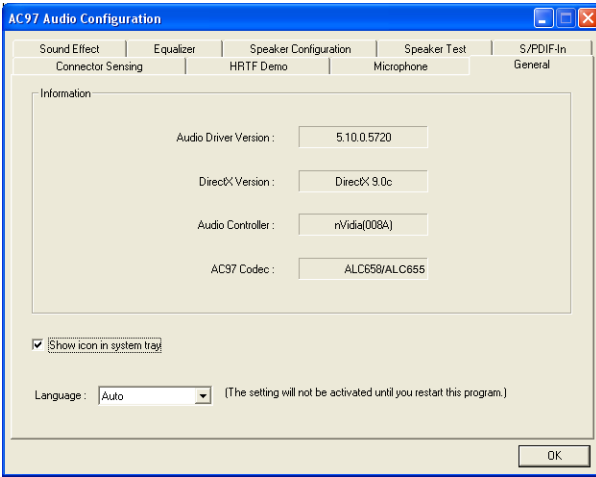 AC97 Audio Configuration
Sound Effect Equalizer Speaker Configuration Speaker Test S/PDIF-In
Connector Sensing HRTF Demo Microphone General
Information
Audio Driver Version : 5.10.0.5720
DirectX Version : DirectX 9.0c
Audio Controller : nVidia(008A)
AC97 Codec : ALC658/ALC655
Show icon in system tray
Language : Auto (The setting will not be activated until you restart this program.)
OK